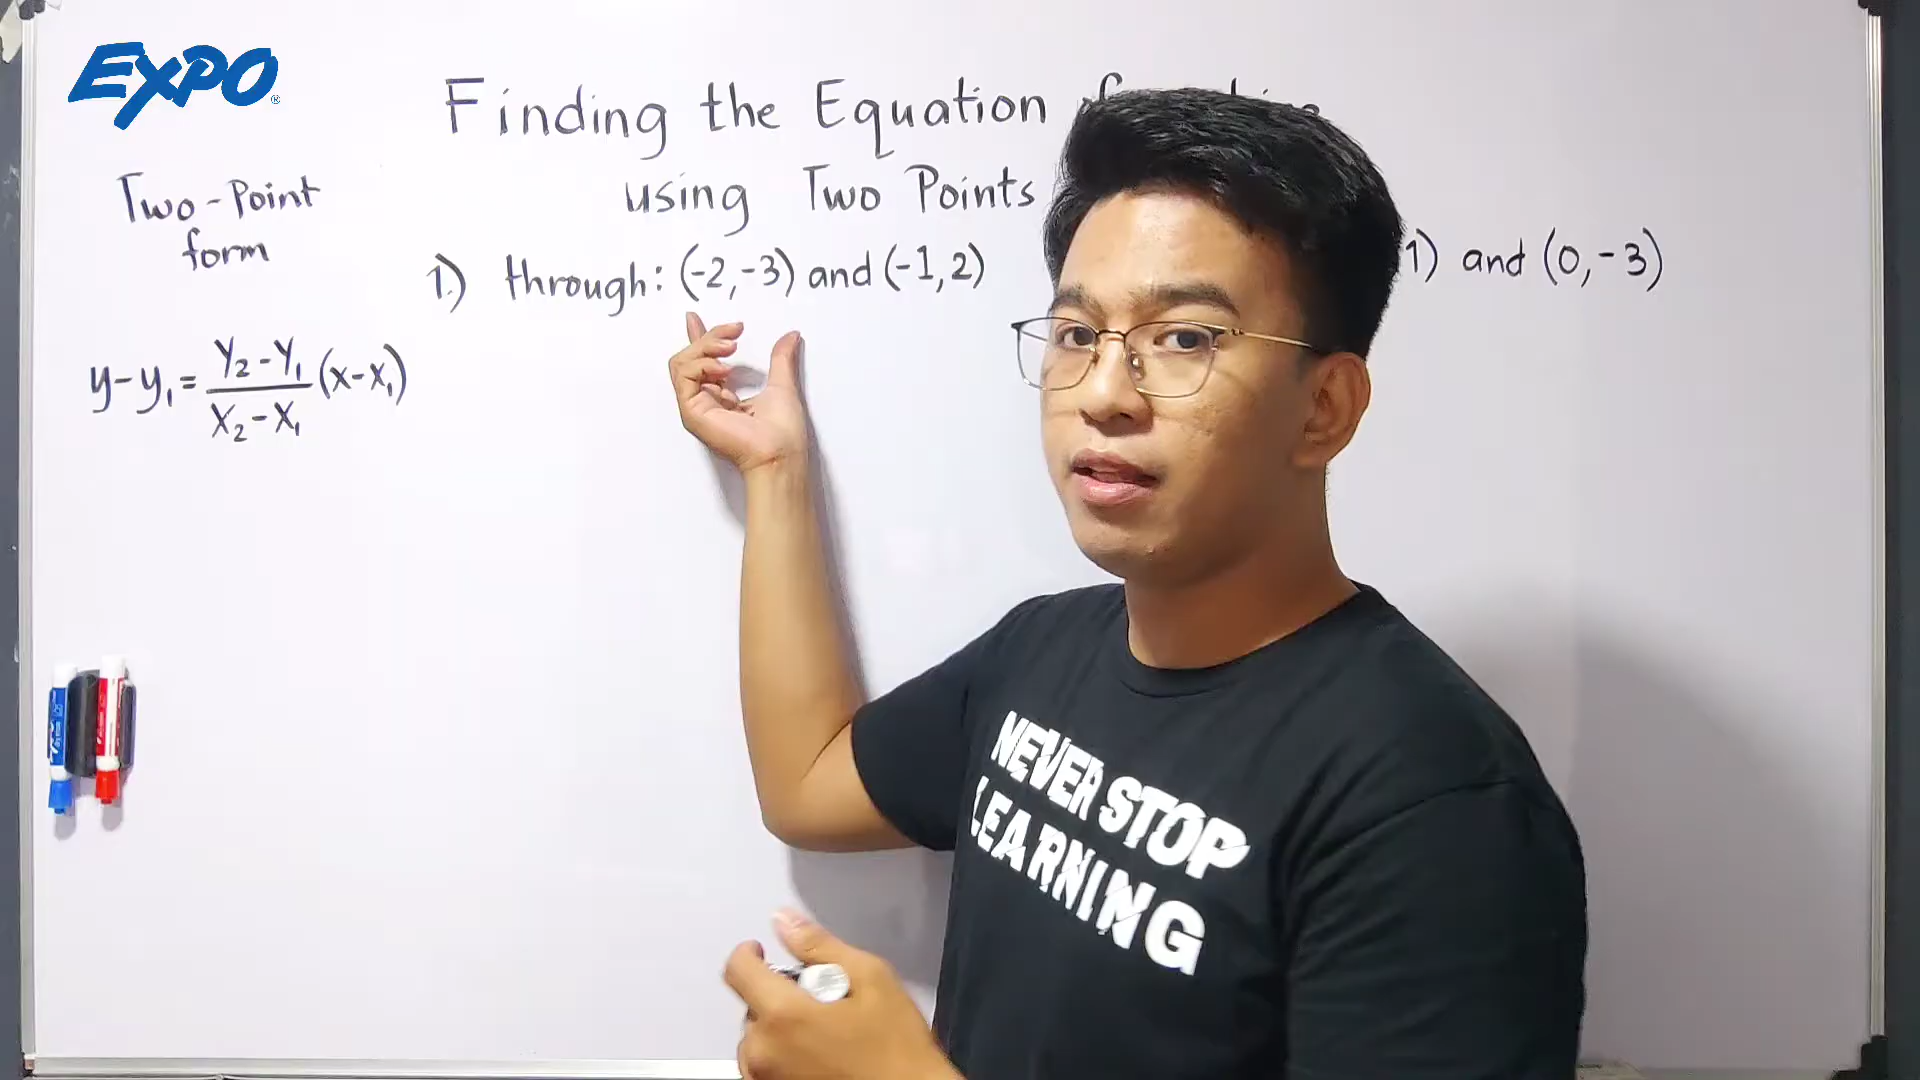 EXPO
Finding the Equation
using Two Points
Two-Point
form
1.) through: (-2,-3) and (-1,2)
1) and (0,-3)
y-y₁ = Y₂-Y₁ / X₂-X₁ (x-x₁)
NEVER STOP
LEARNING